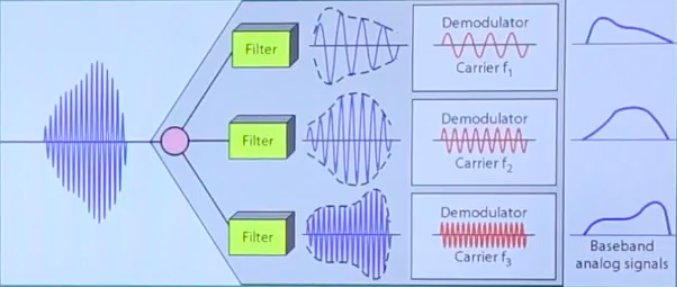 Filter
Demodulator
Carrier f₁
Filter
Demodulator
Carrier f₂
Filter
Demodulator
Carrier f₃
Baseband
analog signals